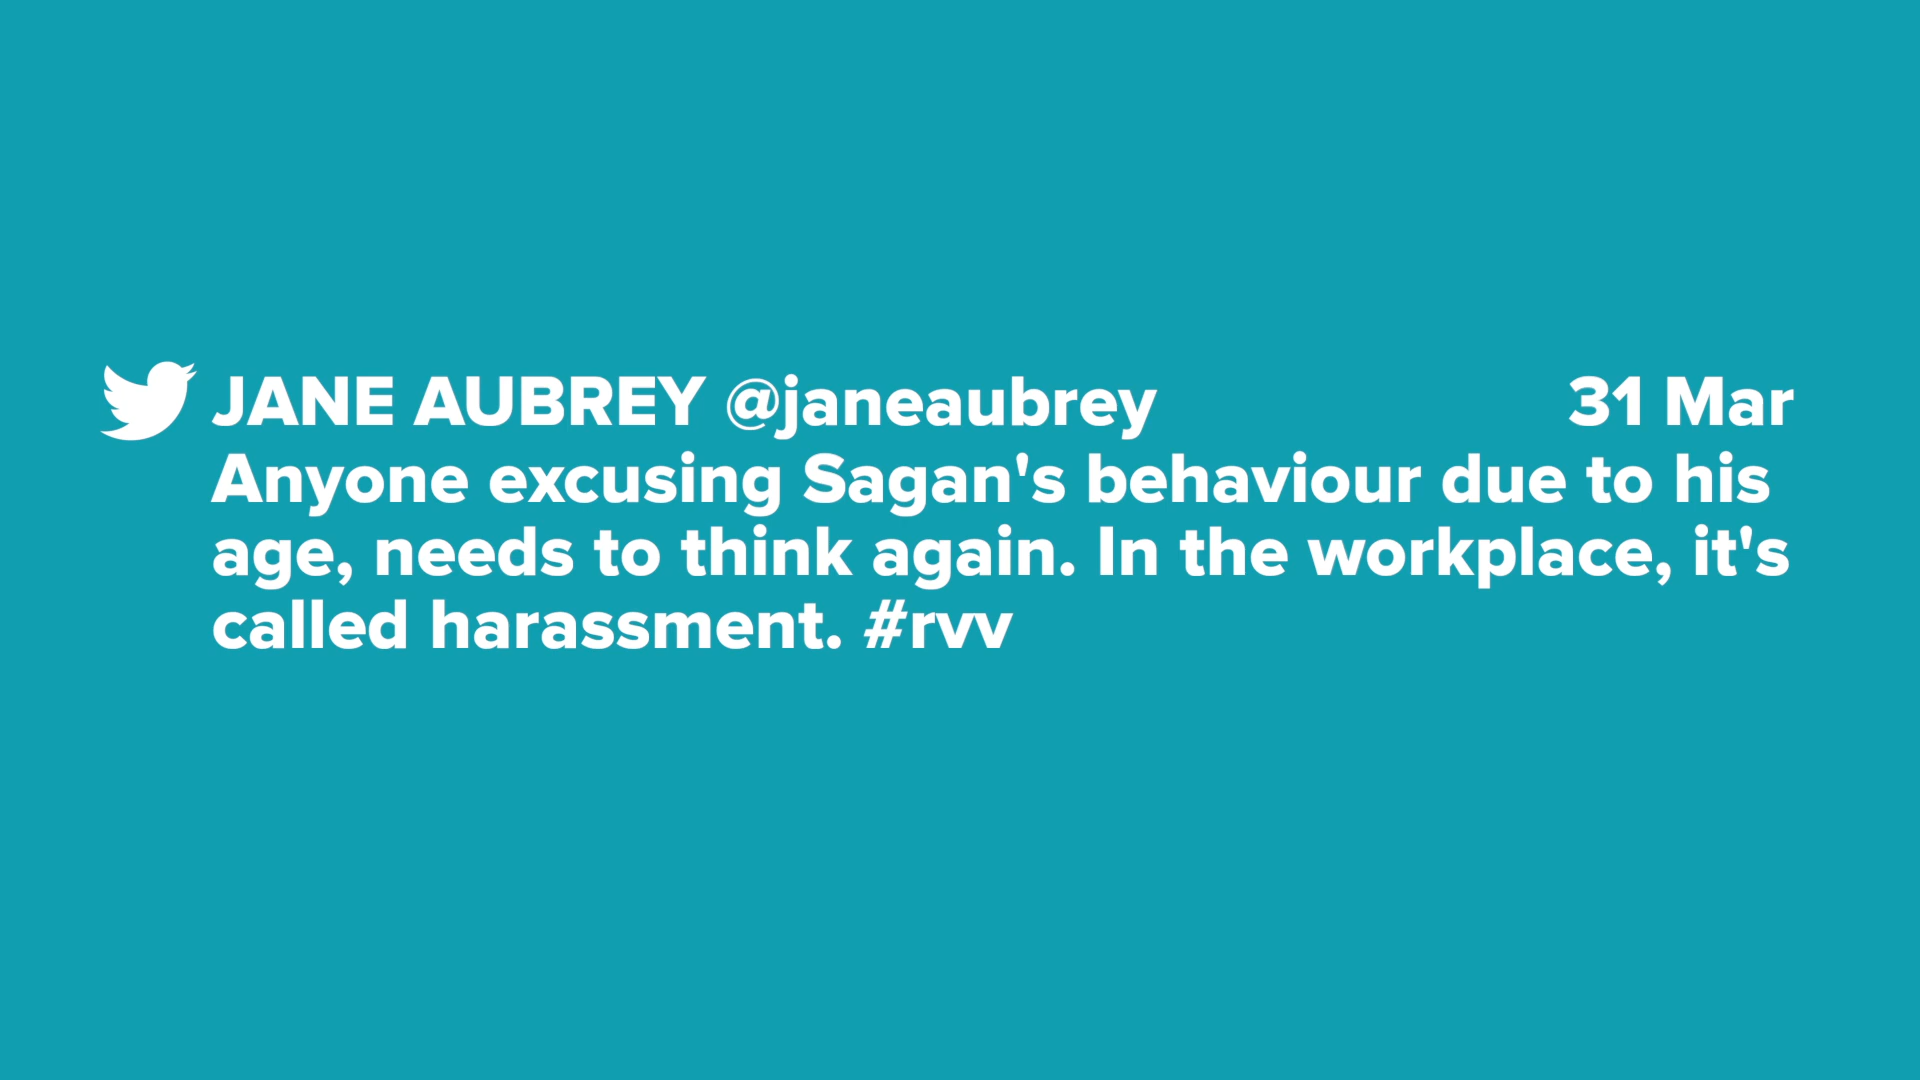 JANE AUBREY @janeaubrey 31 Mar
Anyone excusing Sagan's behaviour due to his
age, needs to think again. In the workplace, it's
called harassment. #rvv